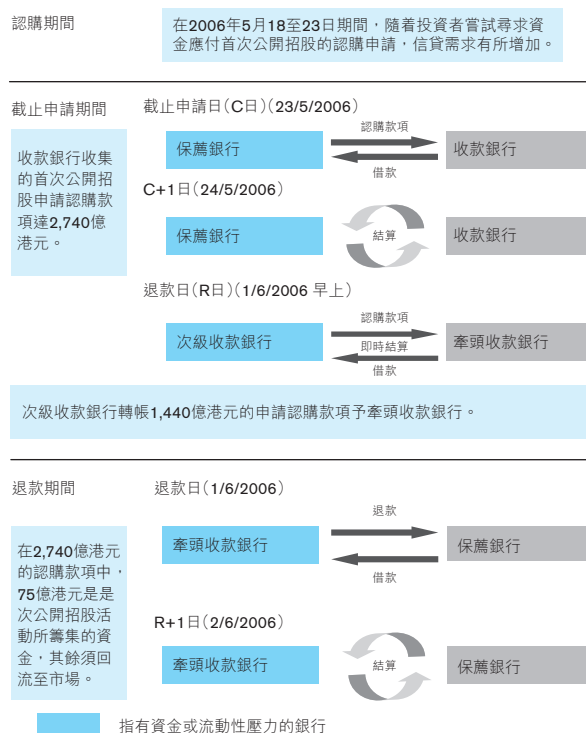 認購期間
在2006年5月18至23日期間，隨着投資者嘗試尋求資
金應付首次公開招股的認購申請，信貸需求有所增加。
截止申請期間
截止申請日(C日)(23/5/2006)
收款銀行收集
的首次公開招
股申請認購款
項達2,740億
港元。
保薦銀行
認購款項
借款
收款銀行
C+1日(24/5/2006)
保薦銀行
結算
收款銀行
退款日(R日)(1/6/2006 早上)
次級收款銀行
認購款項
即時結算
借款
牽頭收款銀行
次級收款銀行轉帳1,440億港元的申請認購款項予牽頭收款銀行。
退款期間
退款日(1/6/2006)
在2,740億港元
的認購款項中，
75億港元是是
次公開招股活
動所籌集的資
金，其餘須回
流至市場。
牽頭收款銀行
退款
借款
保薦銀行
R+1日(2/6/2006)
牽頭收款銀行
結算
保薦銀行
指有資金或流動性壓力的銀行